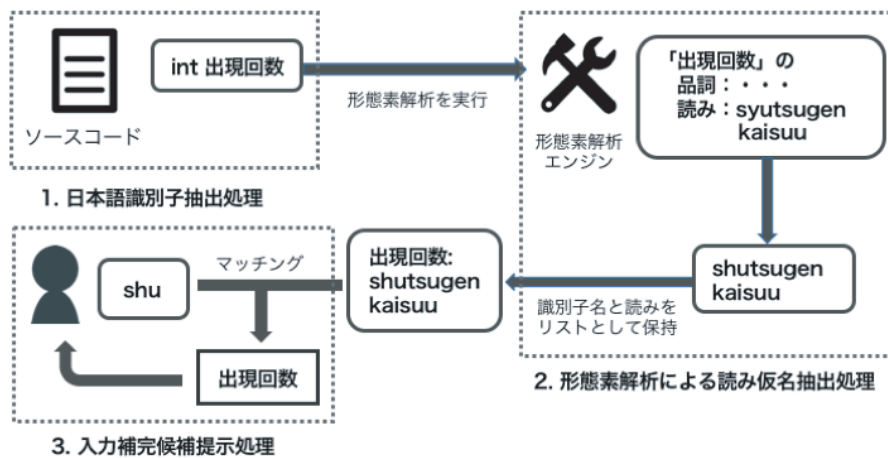 int 出現回数
ソースコード
1. 日本語識別子抽出処理
形態素解析を実行
形態素解析
エンジン
「出現回数」の
品詞：・・・
読み：syutsugen
kaisuu
shutsugen
kaisuu
2. 形態素解析による読み仮名抽出処理
識別子名と読みを
リストとして保持
出現回数:
shutsugen
kaisuu
マッチング
shu
出現回数
3. 入力補完候補提示処理